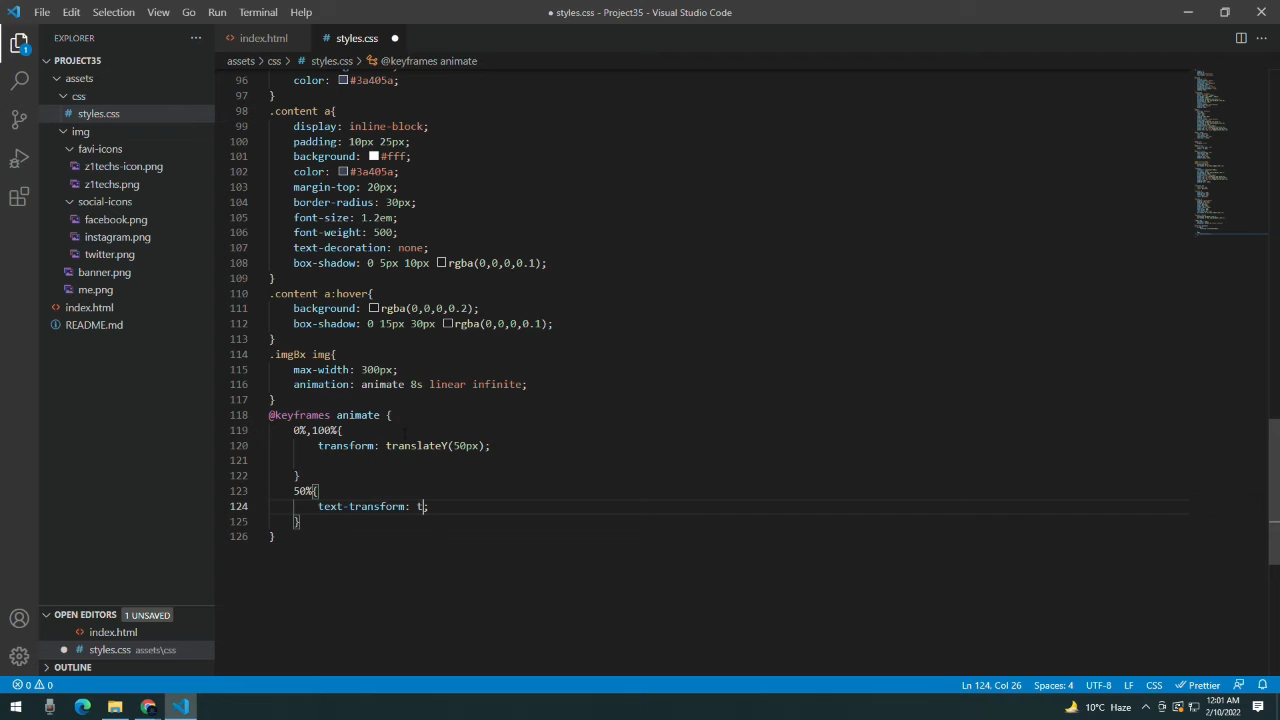 File Edit Selection View Go Run Terminal Help
● styles.css - Project35 - Visual Studio Code
EXPLORER
index.html
styles.css
PROJECT35
assets > css > styles.css > @keyframes animate
assets
css
styles.css
img
favi-icons
z1techs-icon.png
z1techs.png
social-icons
facebook.png
instagram.png
twitter.png
banner.png
me.png
index.html
README.md
96 color: #3a405a;
97 }
98 .content a{
99 display: inline-block;
100 padding: 10px 25px;
101 background: #fff;
102 color: #3a405a;
103 margin-top: 20px;
104 border-radius: 30px;
105 font-size: 1.2em;
106 font-weight: 500;
107 text-decoration: none;
108 box-shadow: 0 5px 10px rgba(0,0,0,0.1);
109 }
110 .content a:hover{
111 background: rgba(0,0,0,0.2);
112 box-shadow: 0 15px 30px rgba(0,0,0,0.1);
113 }
114 .imgBx img{
115 max-width: 300px;
116 animation: animate 8s linear infinite;
117 }
118 @keyframes animate {
119 0%,100%{
120 transform: translateY(50px);
121
122 }
123 50%{
124 text-transform: t;
125 }
126 }
OPEN EDITORS 1 UNSAVED
index.html
styles.css assets\css
OUTLINE
0 0
Ln 124, Col 26 Spaces: 4 UTF-8 LF CSS Prettier
10°C Haze
12:01 AM
2/10/2022
1